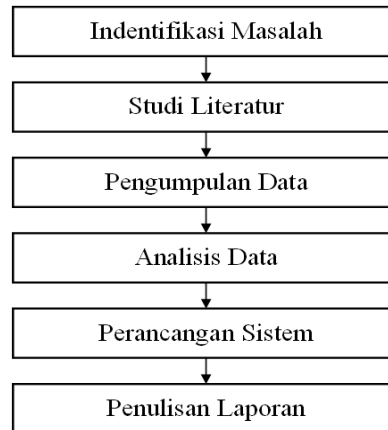 Indentifikasi Masalah
Studi Literatur
Pengumpulan Data
Analisis Data
Perancangan Sistem
Penulisan Laporan